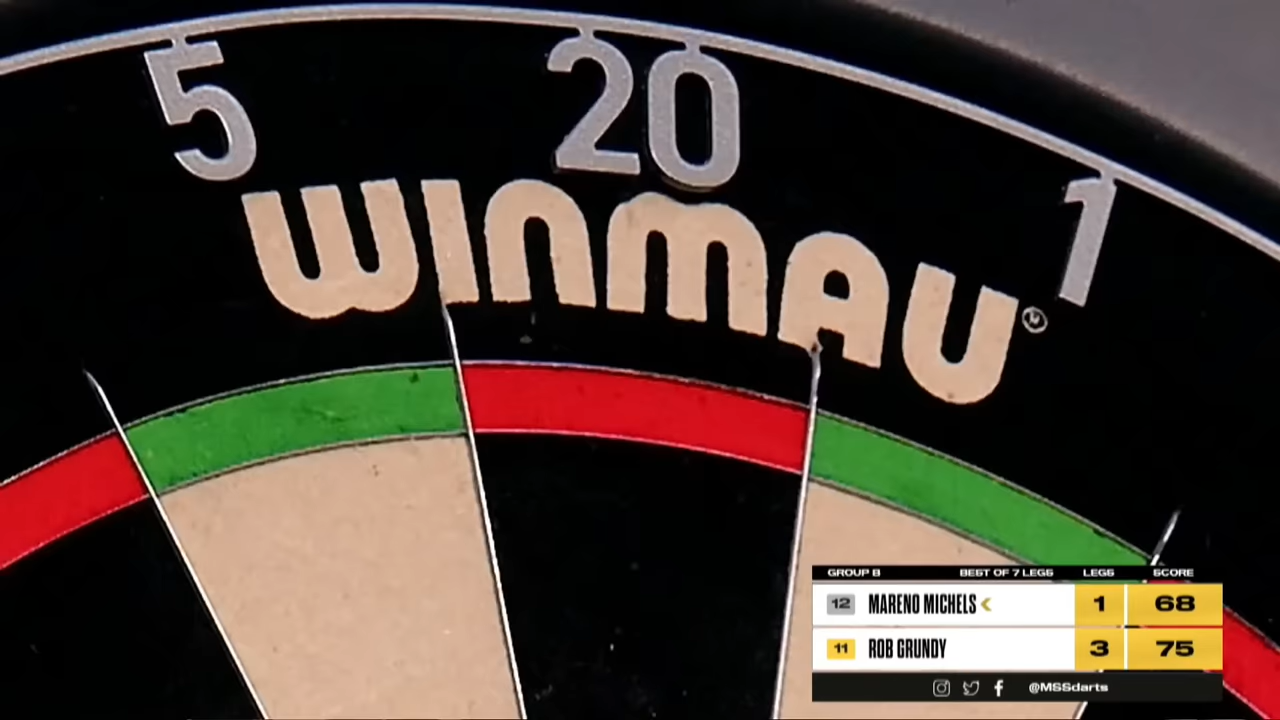 5 20 1
WINMAU®
GROUP B BEST OF 7 LEGS LEGS SCORE
12 MARENO MICHELS 1 68
11 ROB GRUNDY 3 75
@MSSdarts